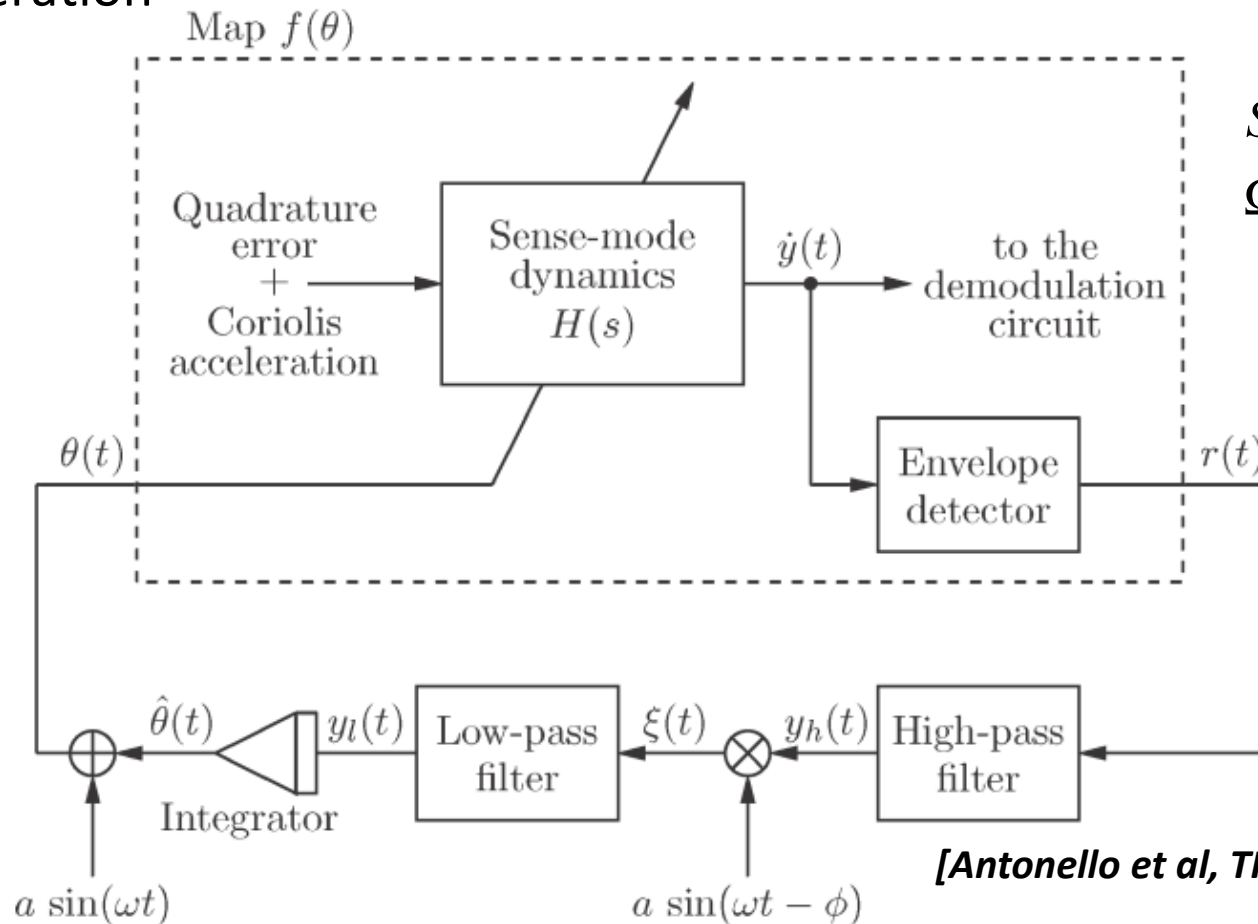 Map f(θ)
Quadrature
error
+
Coriolis
acceleration
Sense-mode
dynamics
H(s)
ẏ(t)
to the
demodulation
circuit
θ(t)
Envelope
detector
r(t)
θ̂(t)
y_l(t)
Low-pass
filter
ξ(t)
y_h(t)
High-pass
filter
Integrator
[Antonello et al,
a sin(ωt)
a sin(ωt − ϕ)